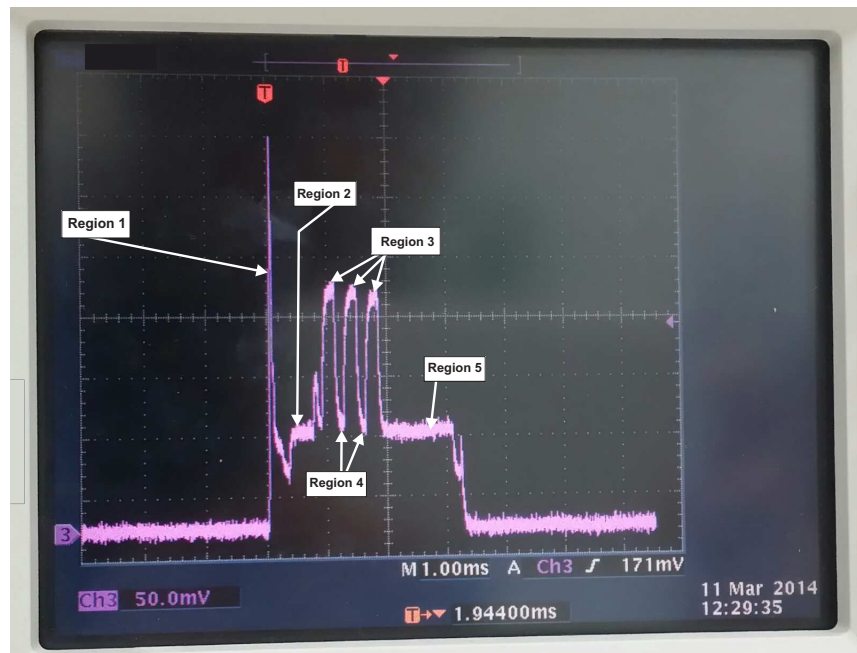 T
T
Region 2
Region 1
Region 3
Region 5
Region 4
3
M 1.00ms A Ch3 171mV
Ch3 50.0mV
T 1.94400ms
11 Mar 2014
12:29:35